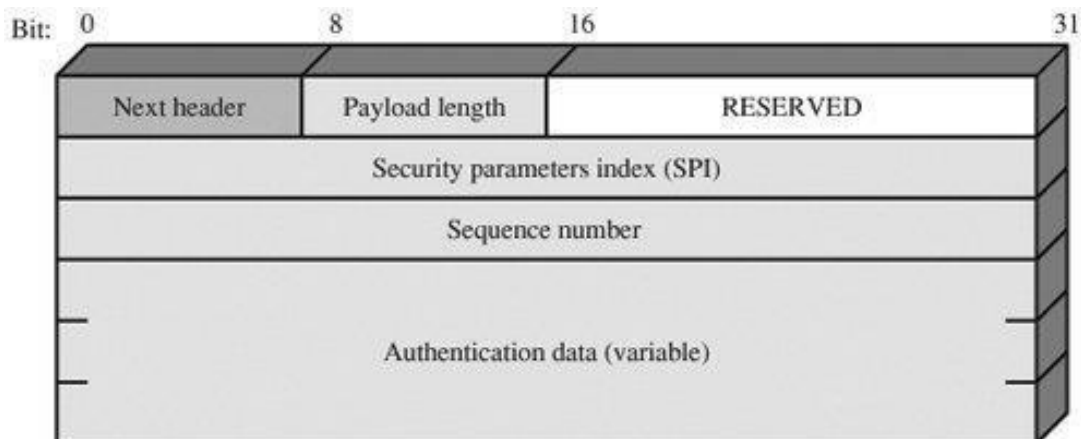 Bit: 0 8 16 31
Next header Payload length RESERVED
Security parameters index (SPI)
Sequence number
Authentication data (variable)